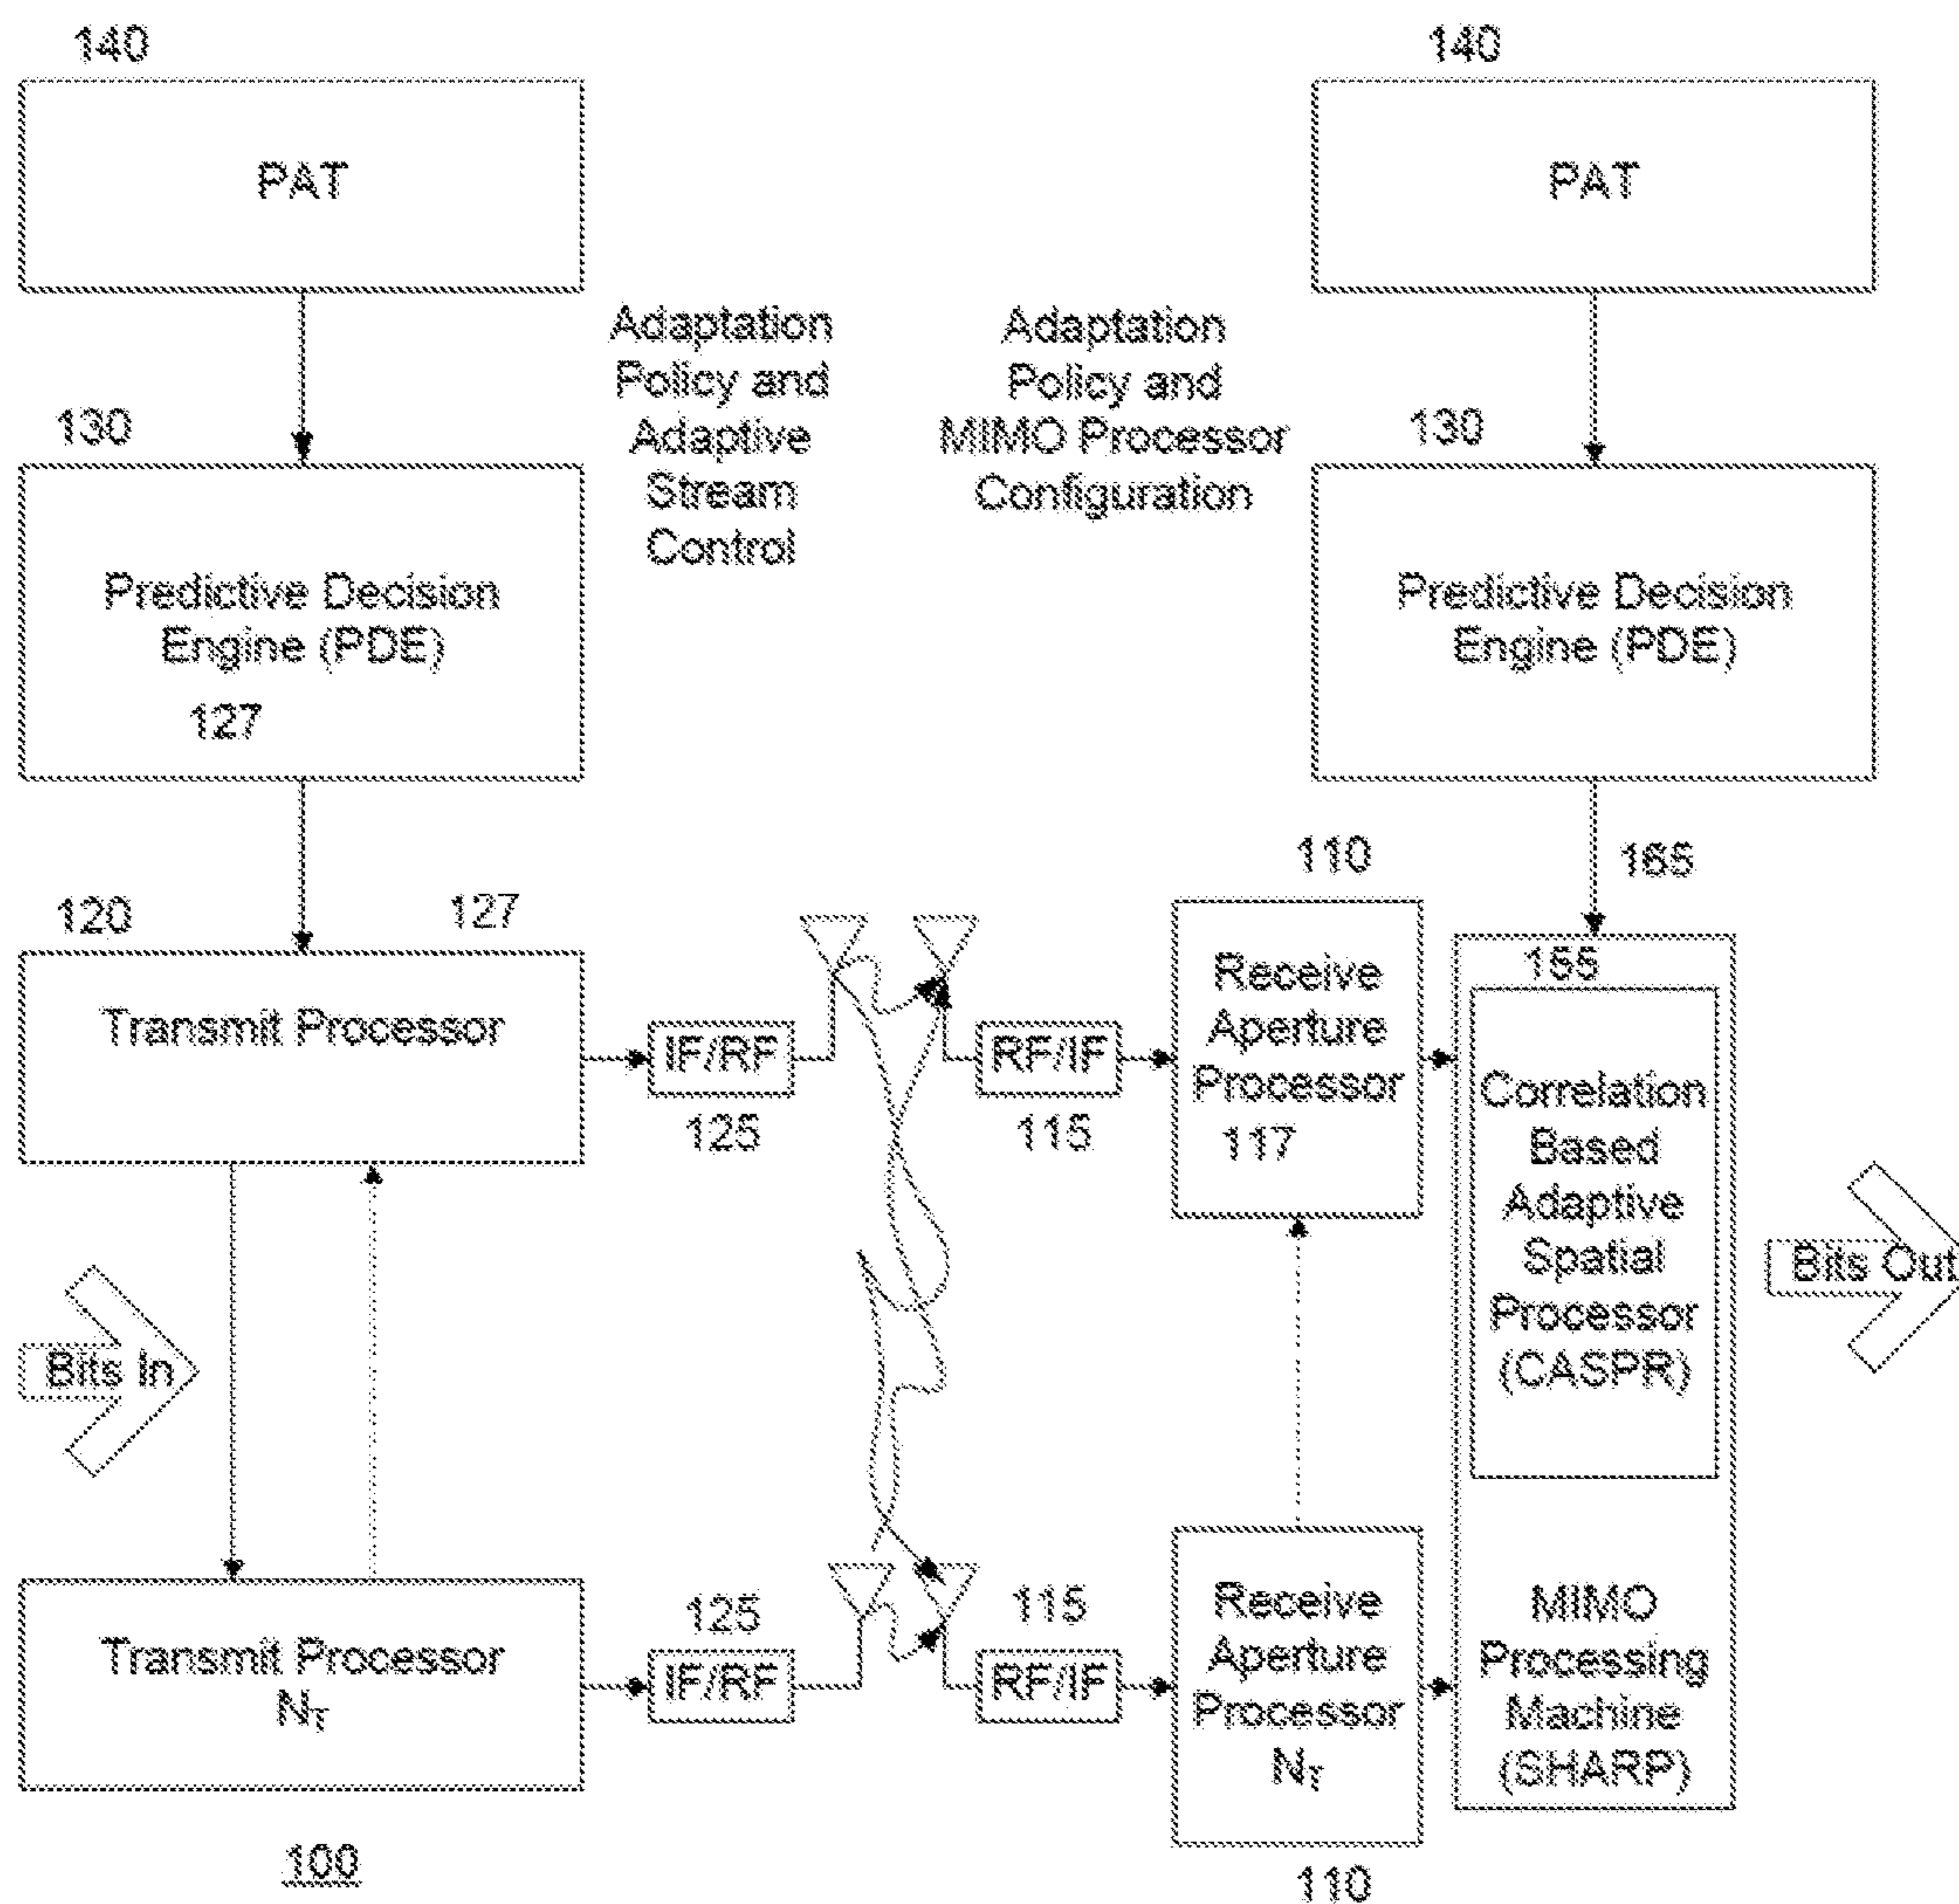 140
140
PAT
PAT
Adaptation
Policy and
Adaptive
Stream
Control
Adaptation
Policy and
MIMO Processor
Configuration
130
130
Predictive Decision
Engine (PDE)
127
Predictive Decision
Engine (PDE)
165
120
127
110
155
Transmit Processor
IF/RF
125
RF/IF
115
Receive
Aperture
Processor
117
Correlation
Based
Adaptive
Spatial
Processor
(CASPR)
Bits In
Bits Out
Transmit Processor
N_T
125
IF/RF
115
RF/IF
Receive
Aperture
Processor
N_T
MIMO
Processing
Machine
(SHARP)
100
110